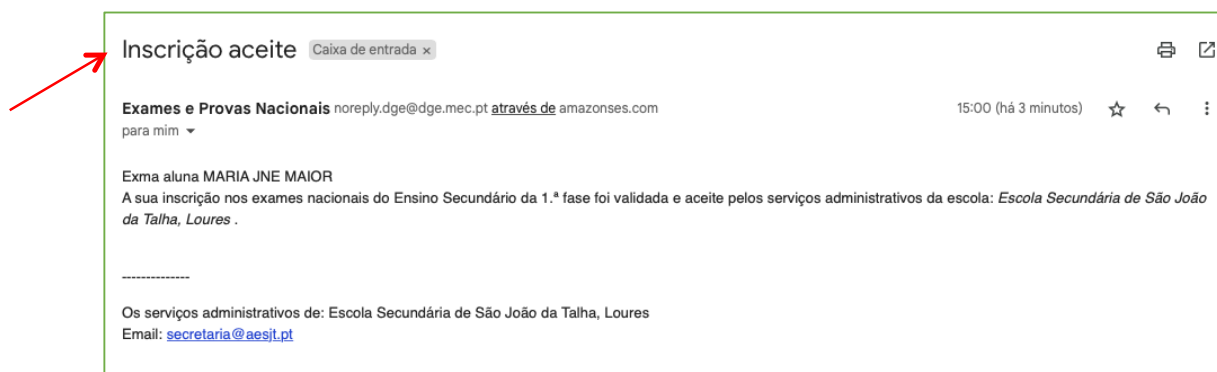 Inscrição aceite Caixa de entrada ×
Exames e Provas Nacionais noreply.dge@dge.mec.pt através de amazonses.com 15:00 (há 3 minutos)
para mim
Exma aluna MARIA JNE MAIOR
A sua inscrição nos exames nacionais do Ensino Secundário da 1.ª fase foi validada e aceite pelos serviços administrativos da escola: Escola Secundária de São João
da Talha, Loures .
--------------
Os serviços administrativos de: Escola Secundária de São João da Talha, Loures
Email: secretaria@aesjt.pt